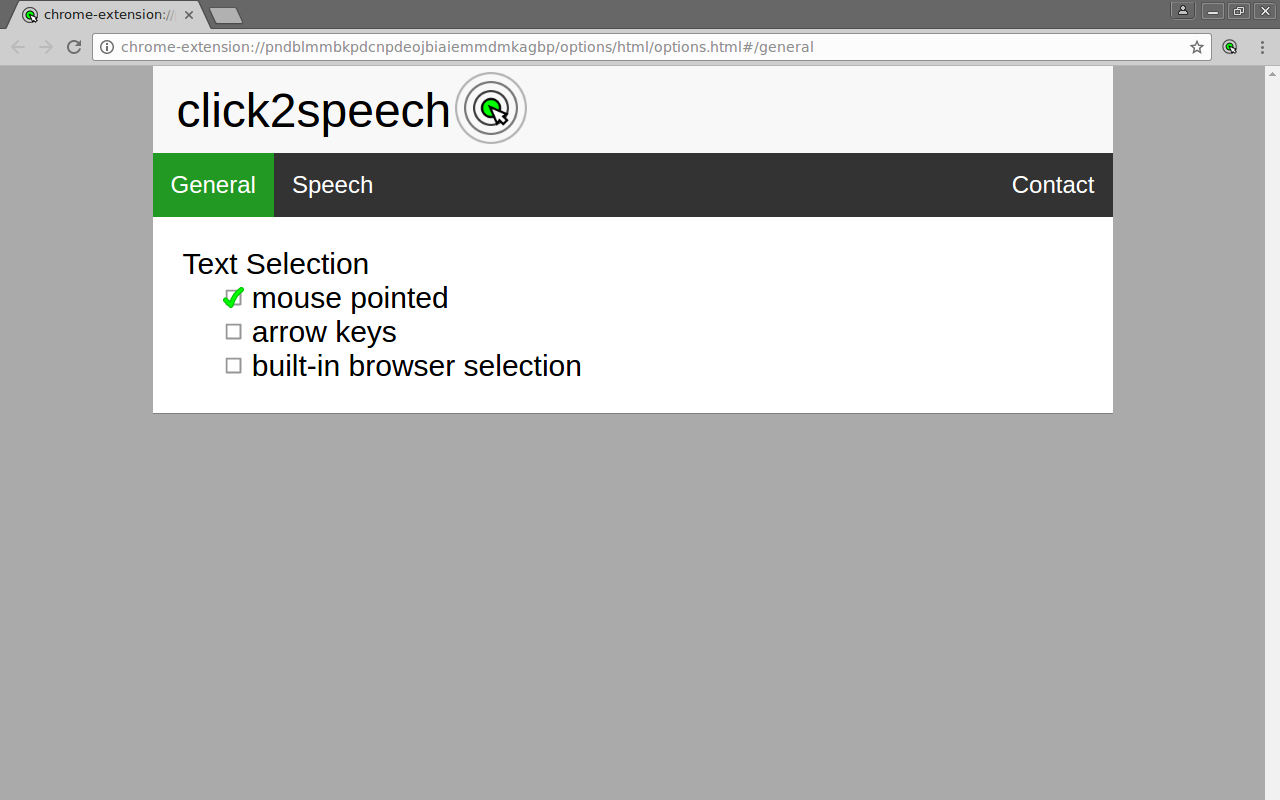 chrome-extension://
chrome-extension://pndblmmbkpdcnpdeojbiaiemmdmkagbp/options/html/options.html#/general
click2speech
General Speech Contact
Text Selection
mouse pointed
arrow keys
built-in browser selection